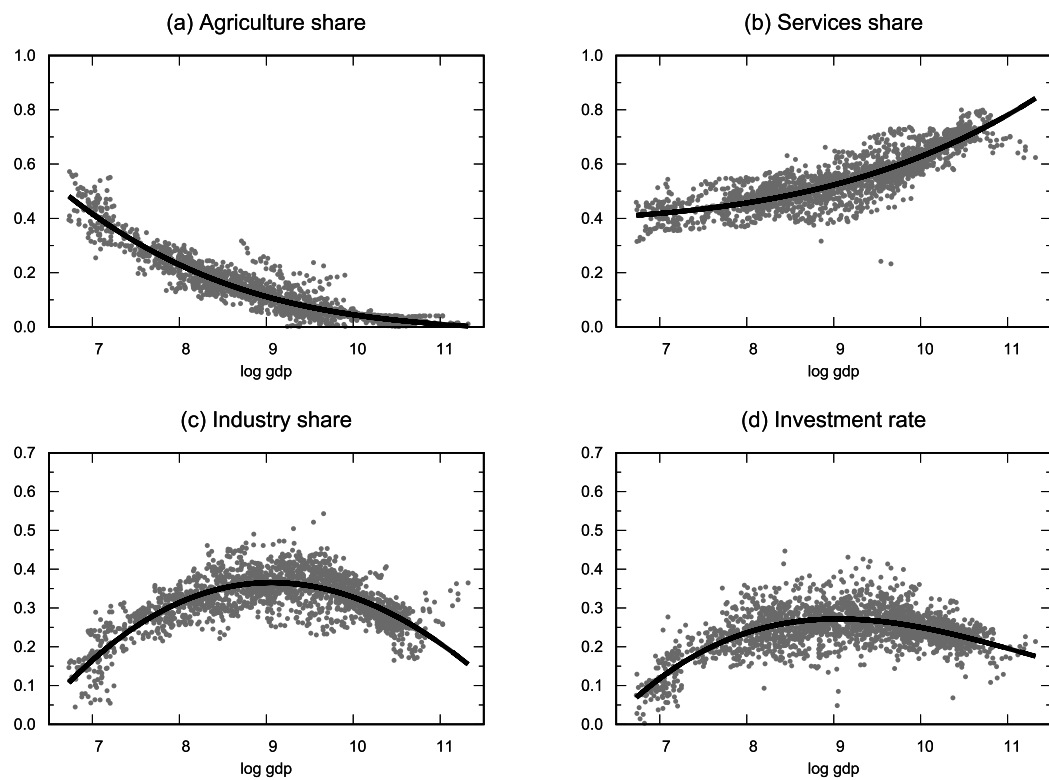 (a) Agriculture share
(b) Services share
1.0
0.8
0.6
0.4
0.2
0.0
7 8 9 10 11
log gdp
1.0
0.8
0.6
0.4
0.2
0.0
7 8 9 10 11
log gdp
(c) Industry share
(d) Investment rate
0.7
0.6
0.5
0.4
0.3
0.2
0.1
0.0
7 8 9 10 11
log gdp
0.7
0.6
0.5
0.4
0.3
0.2
0.1
0.0
7 8 9 10 11
log gdp